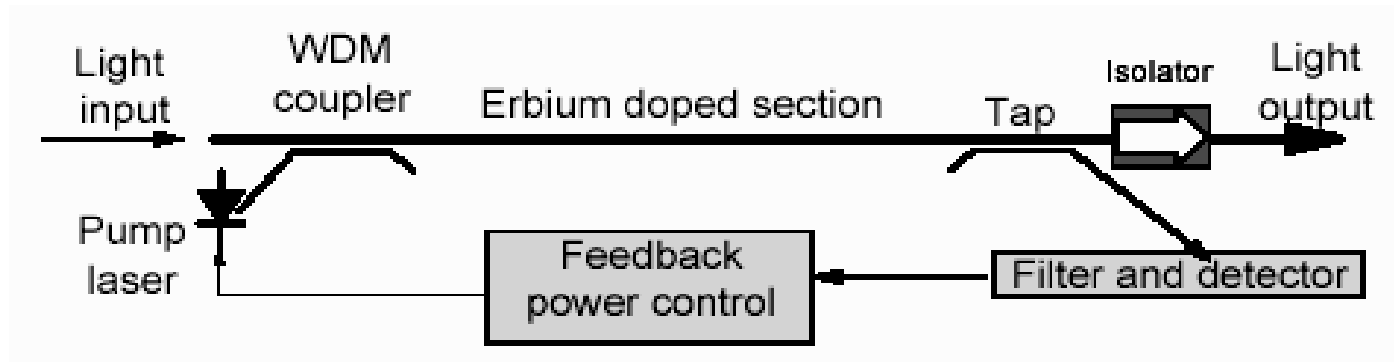 Light
input
WDM
coupler
Erbium doped section
Tap
Isolator
Light
output
Pump
laser
Feedback
power control
Filter and detector